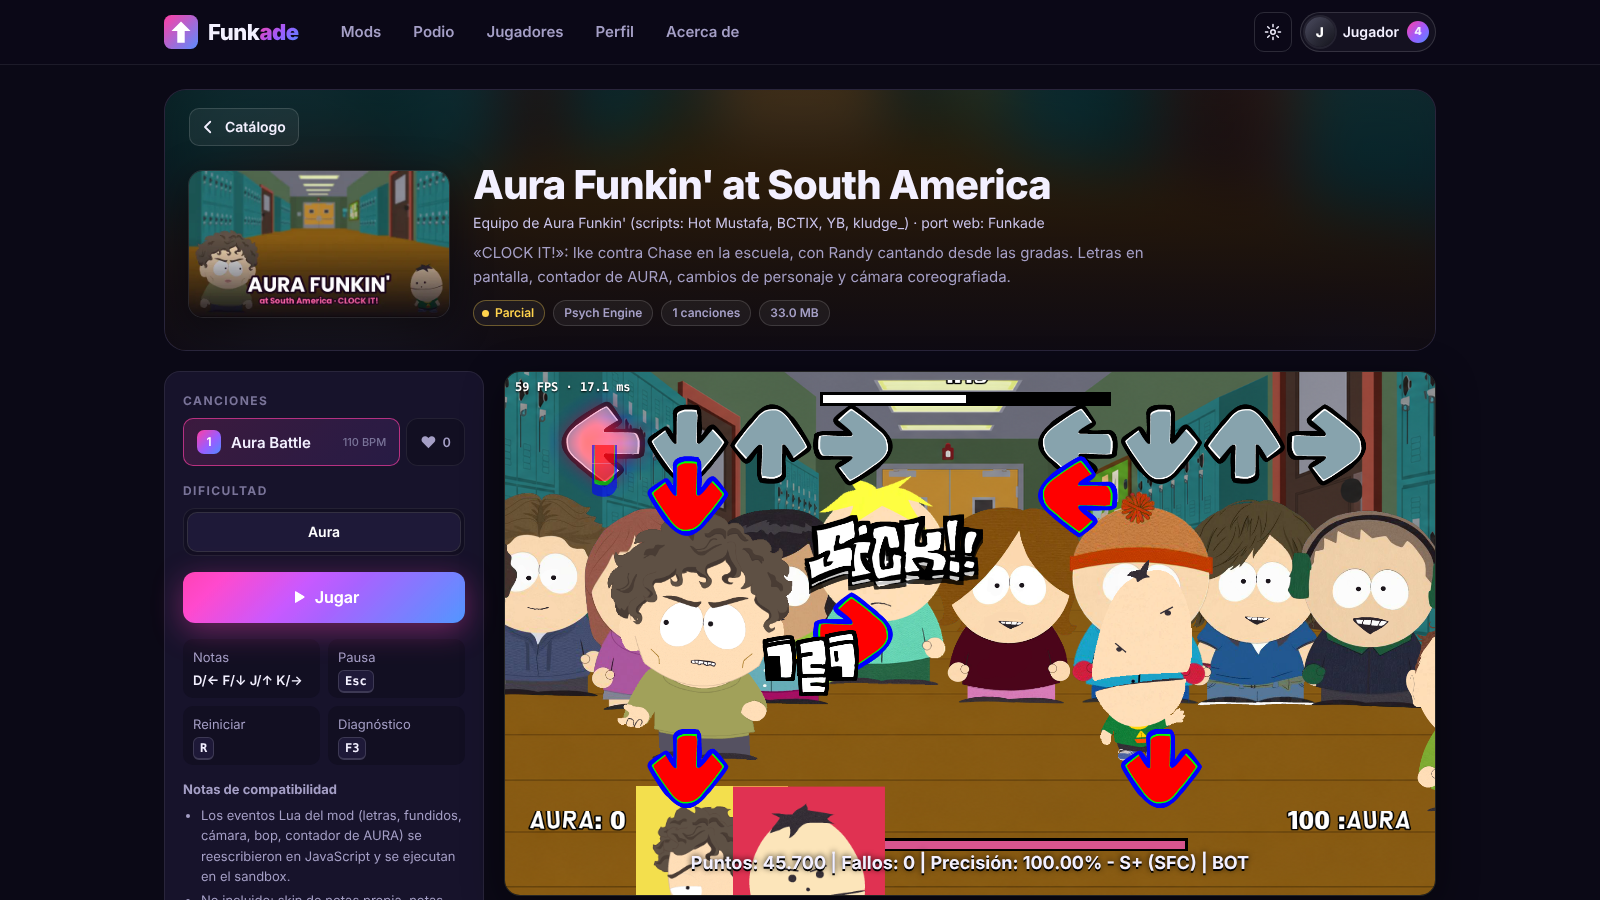 Funkade
Mods
Podio
Jugadores
Perfil
Acerca de
J
Jugador
4
Catálogo
AURA FUNKIN'
at South America · CLOCK IT!
Aura Funkin' at South America
Equipo de Aura Funkin' (scripts: Hot Mustafa, BCTIX, YB, kludge_) · port web: Funkade
«CLOCK IT!»: Ike contra Chase en la escuela, con Randy cantando desde las gradas. Letras en
pantalla, contador de AURA, cambios de personaje y cámara coreografiada.
Parcial
Psych Engine
1 canciones
33.0 MB
CANCIONES
1
Aura Battle
110 BPM
0
DIFICULTAD
Aura
Jugar
Notas
D/← F/↓ J/↑ K/→
Pausa
Esc
Reiniciar
R
Diagnóstico
F3
Notas de compatibilidad
Los eventos Lua del mod (letras, fundidos,
cámara, bop, contador de AURA) se
reescribieron en JavaScript y se ejecutan
en el sandbox.
59 FPS · 17.1 ms
SiCK!!
129
AURA: 0
100 :AURA
Puntos: 45.700 | Fallos: 0 | Precisión: 100.00% - S+ (SFC) | BOT